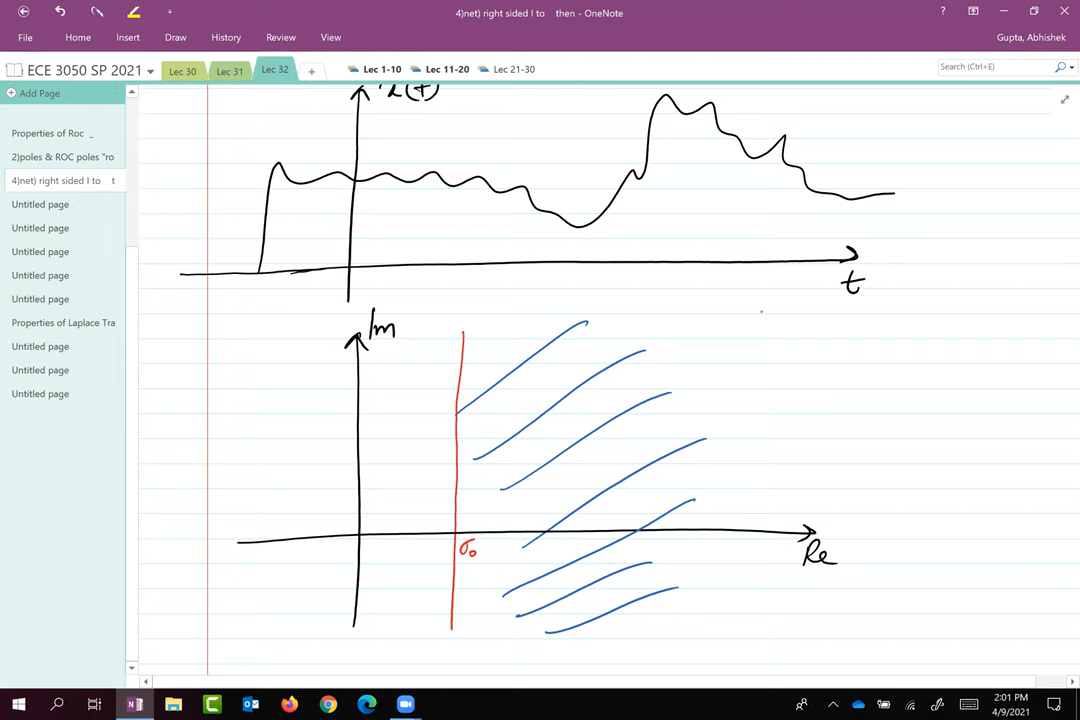 4)net) right sided I to then - OneNote
File Home Insert Draw History Review View
Gupta, Abhishek
ECE 3050 SP 2021
Lec 30
Lec 31
Lec 32
Lec 1-10
Lec 11-20
Lec 21-30
Search (Ctrl+E)
Add Page
Properties of Roc _
2)poles & ROC poles "ro
4)net) right sided I to t
Untitled page
Untitled page
Untitled page
Untitled page
Untitled page
Properties of Laplace Tra
Untitled page
Untitled page
Untitled page
t
Im
σ₀
Re
2:01 PM
4/9/2021